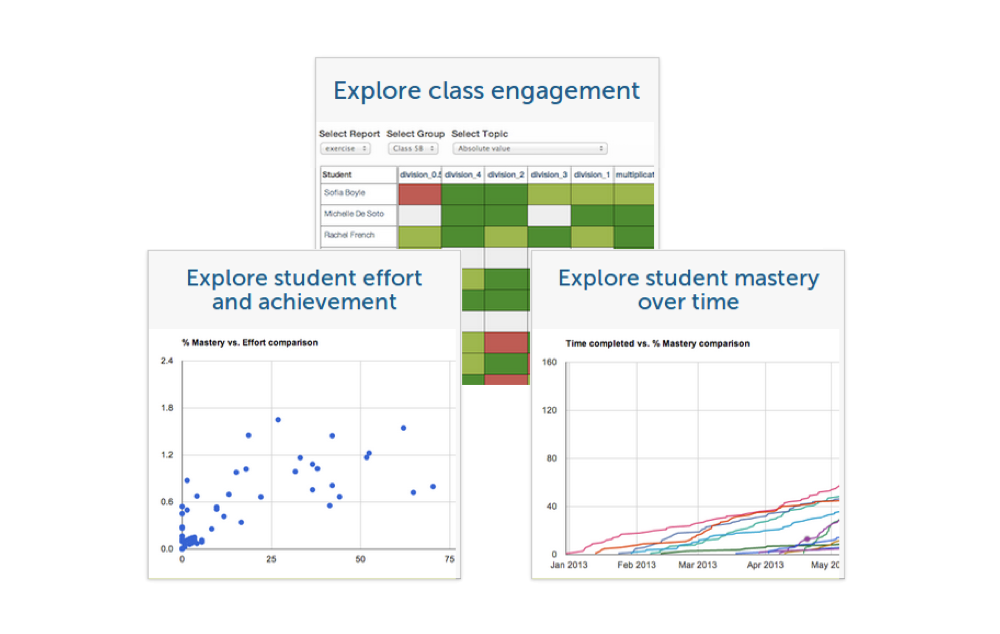 Explore class engagement
Select Report Select Group Select Topic
exercise Class 5B Absolute value
Student division_0.5 division_4 division_2 division_3 division_1 multiplicat
Sofia Boyle
Michelle De Soto
Rachel French
Explore student effort
and achievement
% Mastery vs. Effort comparison
2.4
1.8
1.2
0.6
0.0
0 25 50 75
Explore student mastery
over time
Time completed vs. % Mastery comparison
160
120
80
40
0
Jan 2013 Feb 2013 Mar 2013 Apr 2013 May 20